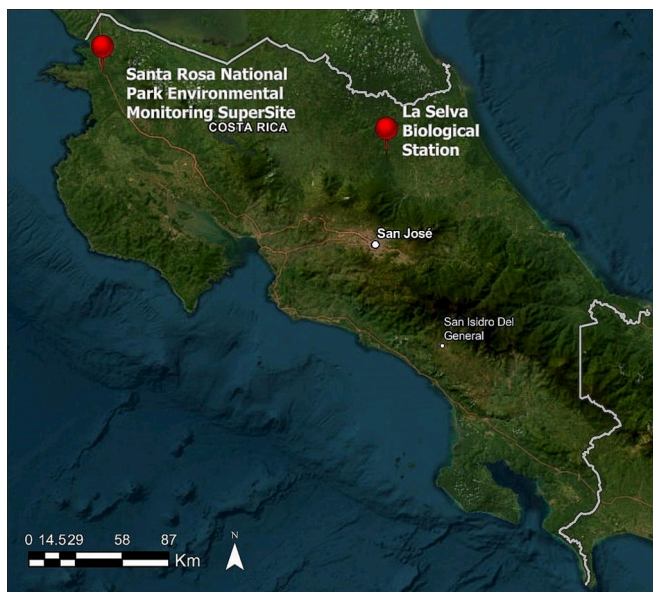 Santa Rosa National
Park Environmental
Monitoring SuperSite
COSTA RICA
La Selva
Biological
Station
San José
San Isidro Del
General
0 14.529 58 87
Km
N